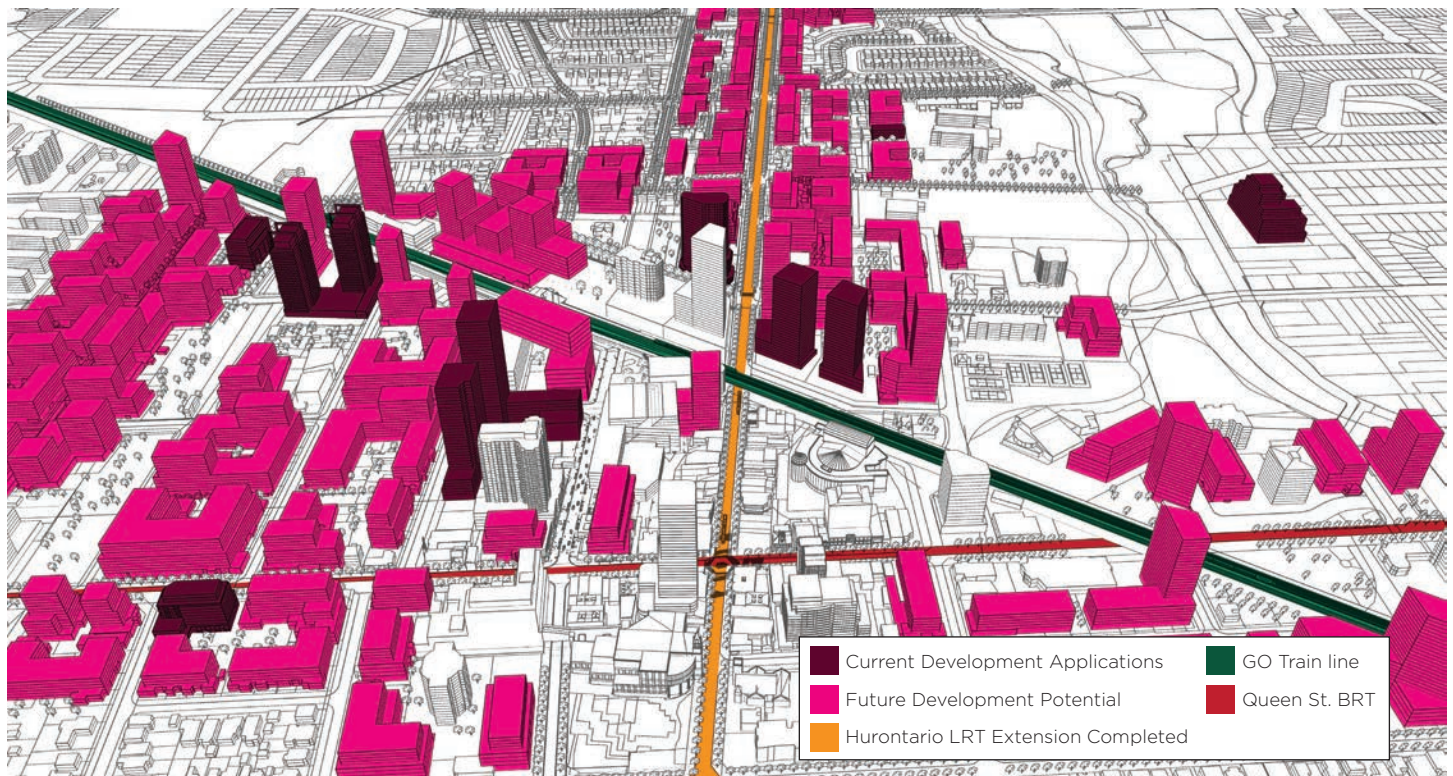 Current Development Applications
Future Development Potential
Hurontario LRT Extension Completed
GO Train line
Queen St. BRT